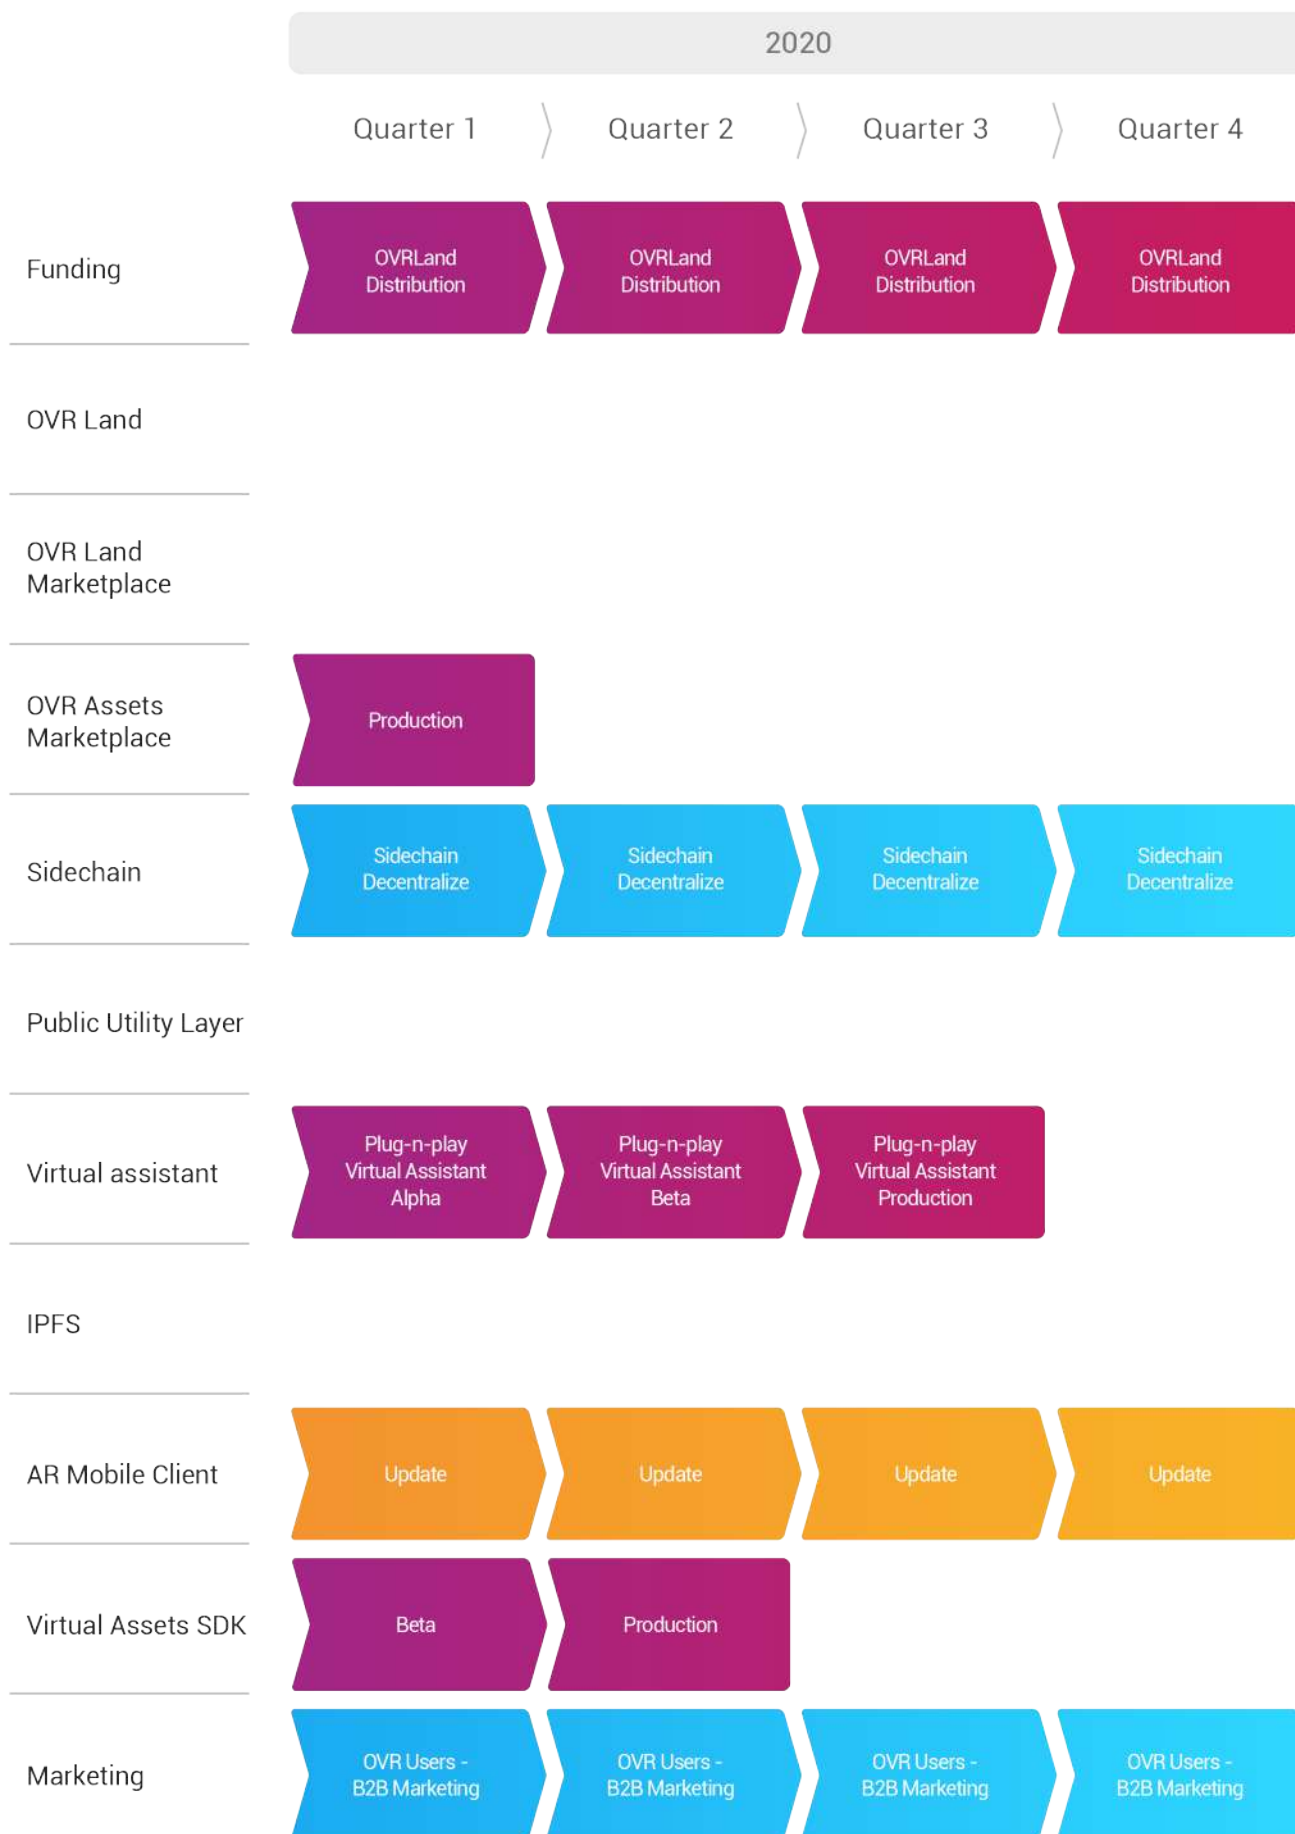 2020
Quarter 1
Quarter 2
Quarter 3
Quarter 4
Funding
OVRLand
Distribution
OVRLand
Distribution
OVRLand
Distribution
OVRLand
Distribution
OVR Land
OVR Land
Marketplace
OVR Assets
Marketplace
Production
Sidechain
Sidechain
Decentralize
Sidechain
Decentralize
Sidechain
Decentralize
Sidechain
Decentralize
Public Utility Layer
Virtual assistant
Plug-n-play
Virtual Assistant
Alpha
Plug-n-play
Virtual Assistant
Beta
Plug-n-play
Virtual Assistant
Production
IPFS
AR Mobile Client
Update
Update
Update
Update
Virtual Assets SDK
Beta
Production
Marketing
OVR Users -
B2B Marketing
OVR Users -
B2B Marketing
OVR Users -
B2B Marketing
OVR Users -
B2B Marketing